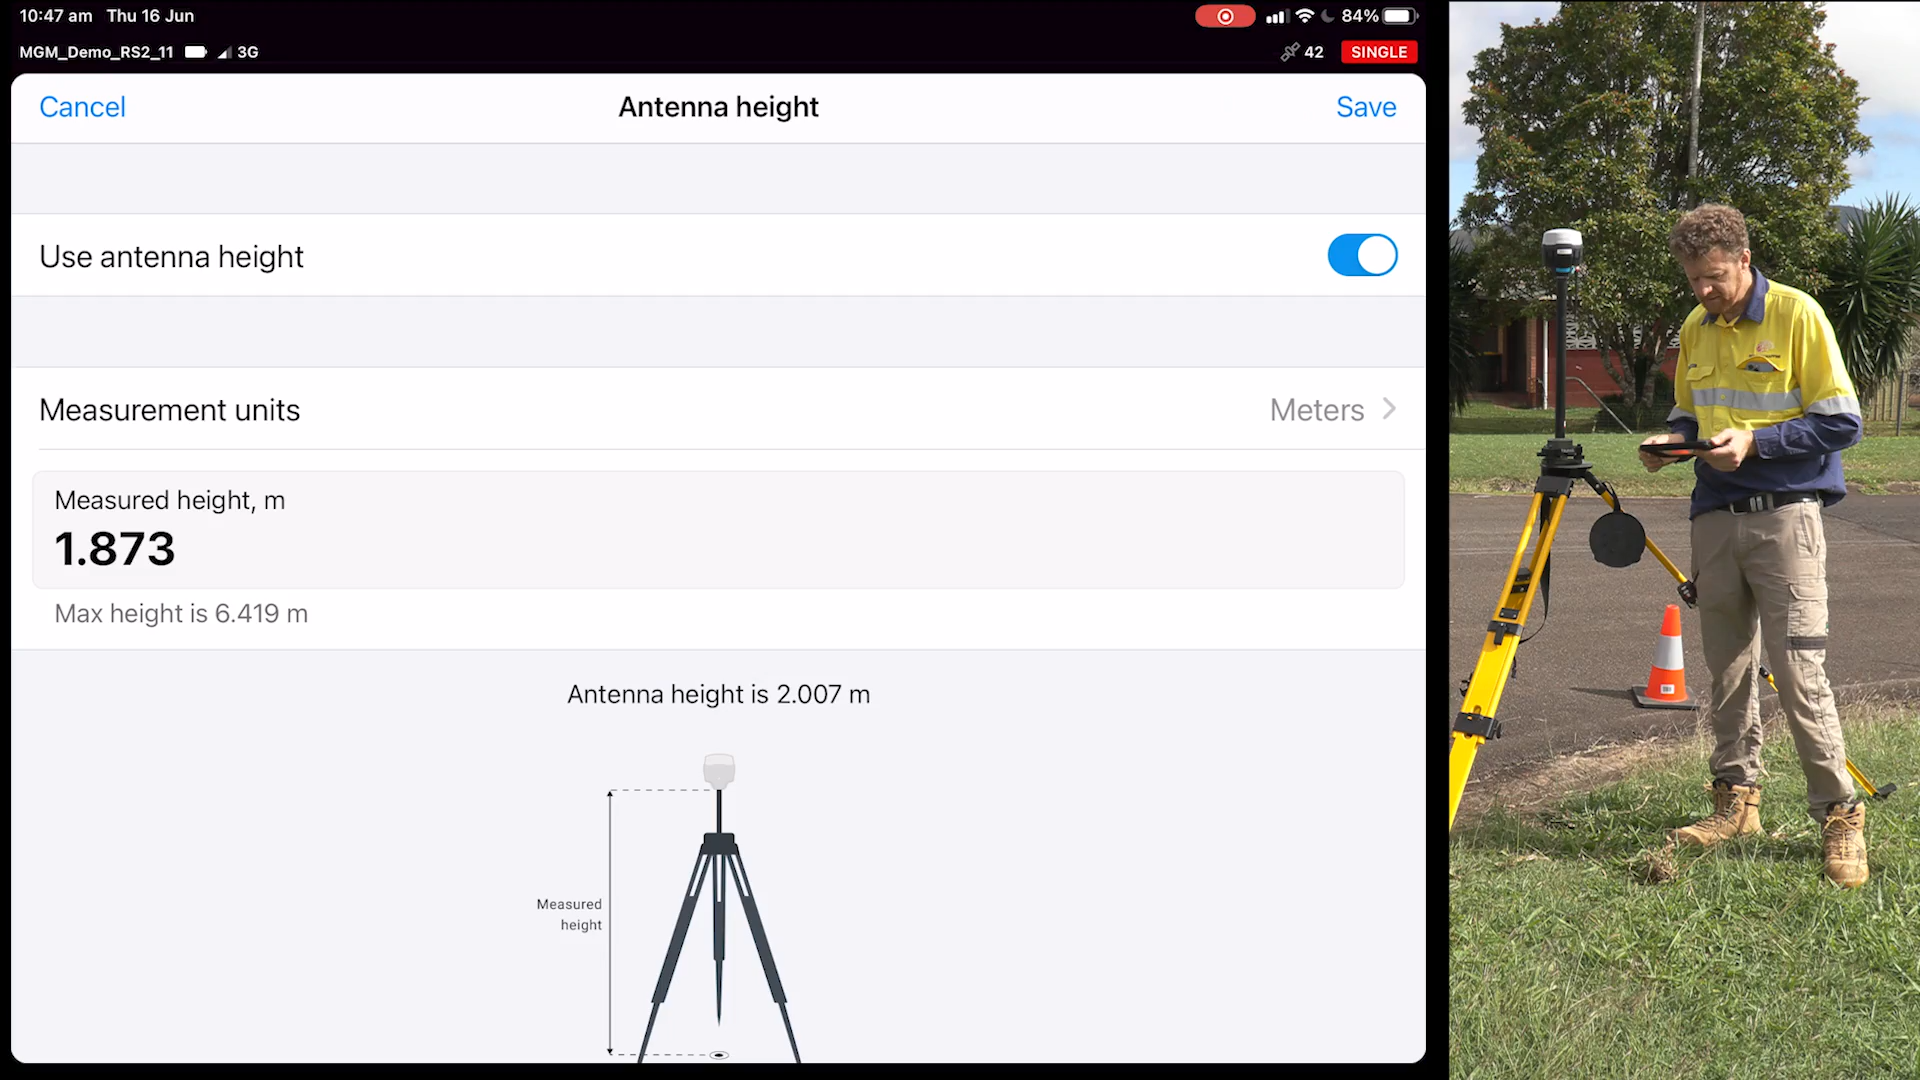 10:47 am Thu 16 Jun
84%
MGM_Demo_RS2_11 3G
42 SINGLE
Cancel Antenna height Save
Use antenna height
Measurement units Meters
Measured height, m
1.873
Max height is 6.419 m
Antenna height is 2.007 m
Measured
height